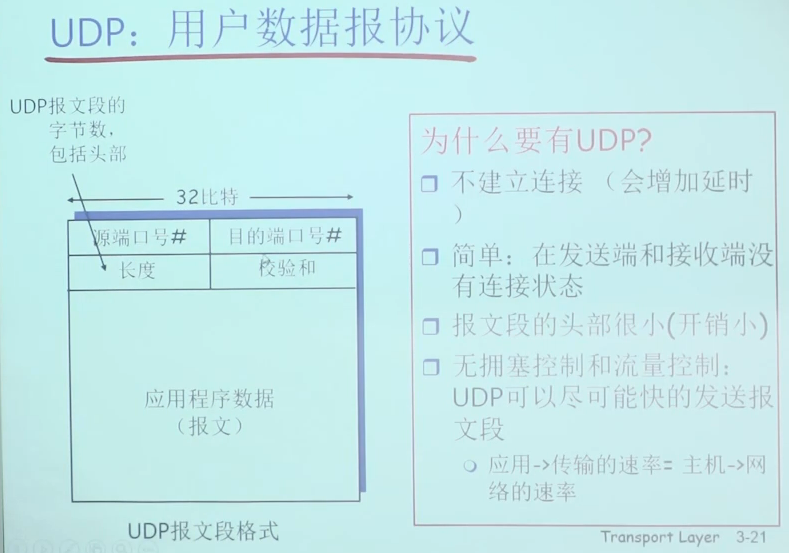 UDP：用户数据报协议
UDP报文段的
字节数，
包括头部
32比特
源端口号# 目的端口号#
长度 校验和
应用程序数据
（报文）
UDP报文段格式
为什么要有UDP?
不建立连接 （会增加延时
）
简单：在发送端和接收端没
有连接状态
报文段的头部很小(开销小)
无拥塞控制和流量控制：
UDP可以尽可能快的发送报
文段
应用->传输的速率= 主机->网
络的速率
Transport Layer 3-21